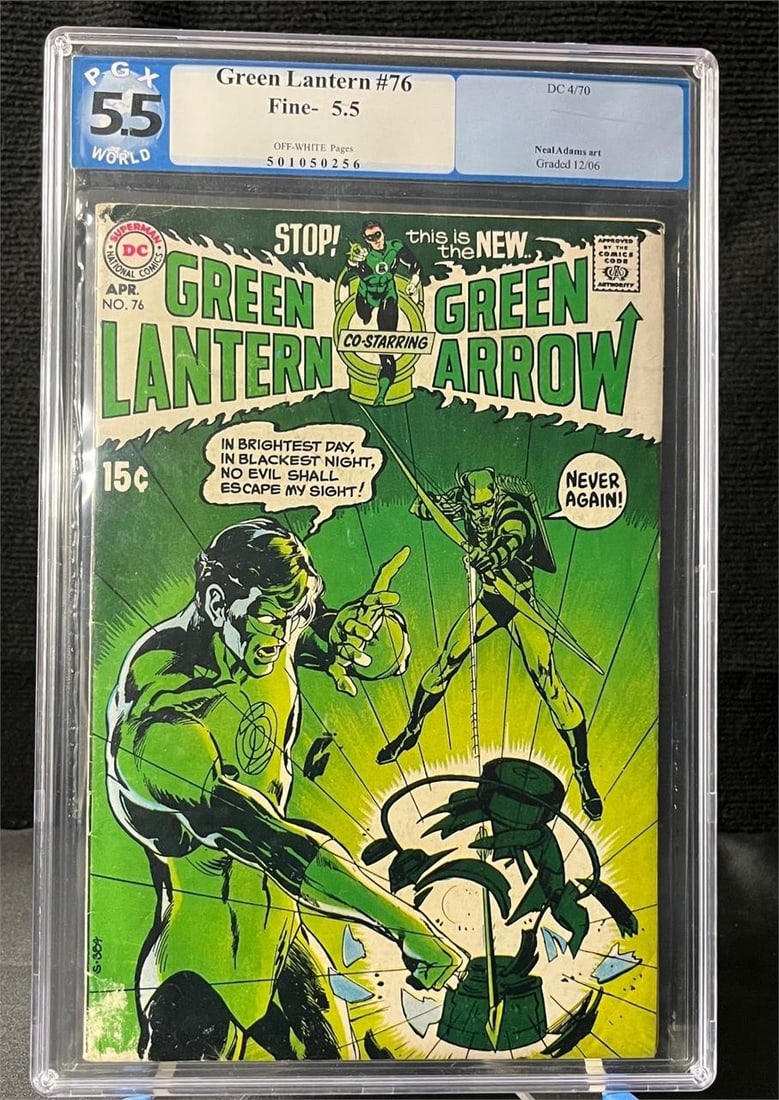 PGX
5.5
WORLD
Green Lantern #76
Fine- 5.5
OFF-WHITE Pages
501050256
DC 4/70
Neal Adams art
Graded 12/06
SUPERMAN
DC
NATIONAL COMICS
APR.
NO. 76
STOP!
this is
the NEW..
APPROVED
BY THE
COMICS
CODE
CA
AUTHORITY
GREEN
LANTERN
CO-STARRING
GREEN
ARROW
15¢
IN BRIGHTEST DAY,
IN BLACKEST NIGHT,
NO EVIL SHALL
ESCAPE MY SIGHT!
NEVER
AGAIN!
S-384